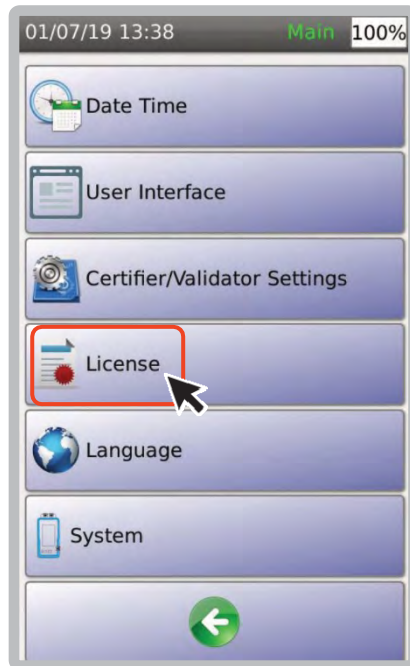 01/07/19 13:38 Main 100%
Date Time
User Interface
Certifier/Validator Settings
License
Language
System